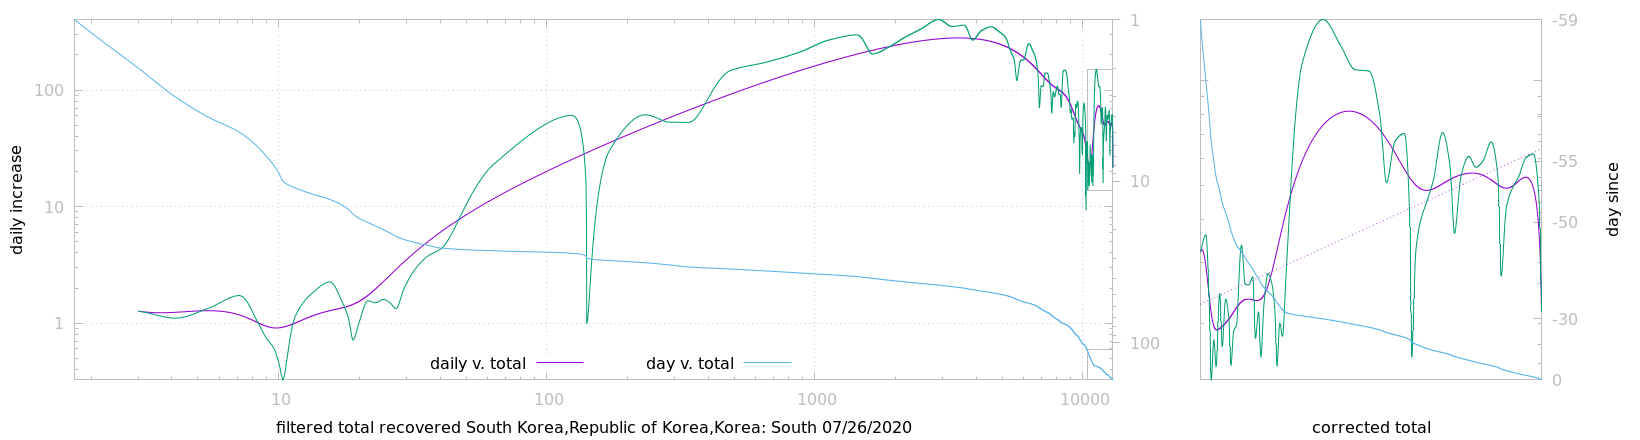 daily increase
100
10
1
1
10
100
daily v. total
day v. total
10
100
1000
10000
filtered total recovered South Korea,Republic of Korea,Korea: South 07/26/2020
-59
-55
-50
-30
0
day since
corrected total